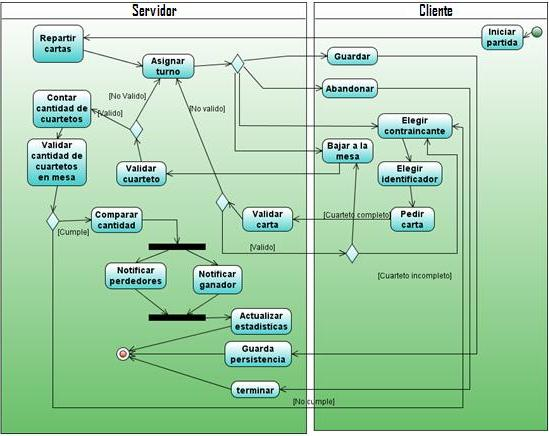 Servidor
Cliente
Repartir
cartas
Iniciar
partida
Asignar
turno
Guardar
Abandonar
[No Valido]
[No valido]
Contar
cantidad de
cuartetos
[Valido]
Elegir
contraincante
Validar
cantidad de
cuartetos
en mesa
Validar
cuarteto
Bajar a la
mesa
Elegir
identificador
Comparar
cantidad
[Cumple]
Validar
carta
[Cuarteto completo]
Pedir
carta
[Valido]
Notificar
perdedores
Notificar
ganador
[Cuarteto incompleto]
Actualizar
estadisticas
Guarda
persistencia
terminar
[No cumple]